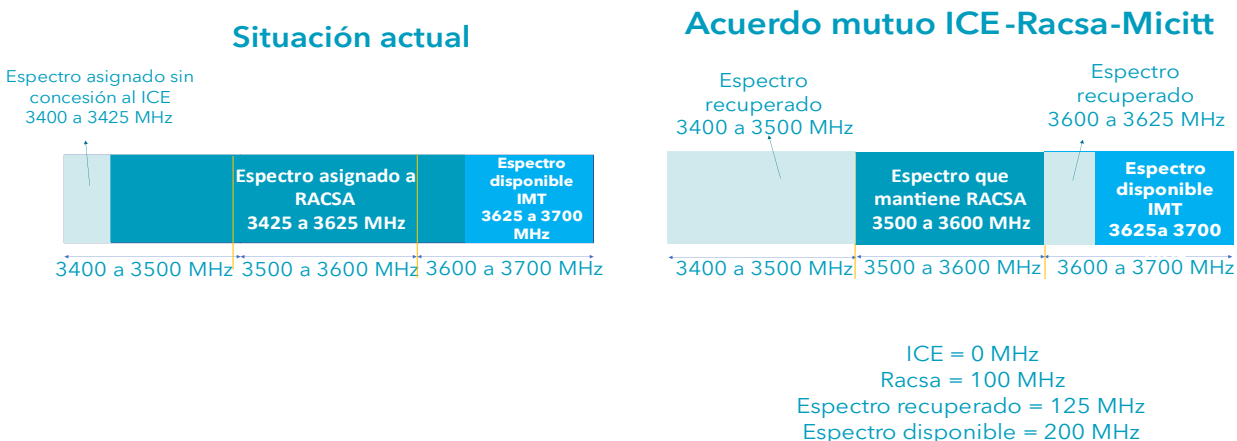 Situación actual
Espectro asignado sin
concesión al ICE
3400 a 3425 MHz
Espectro asignado a
RACSA
3425 a 3625 MHz
Espectro
disponible
IMT
3625 a 3700
MHz
3400 a 3500 MHz
3500 a 3600 MHz
3600 a 3700 MHz
Acuerdo mutuo ICE-Racsa-Micitt
Espectro
recuperado
3400 a 3500 MHz
Espectro
recuperado
3600 a 3625 MHz
Espectro que
mantiene RACSA
3500 a 3600 MHz
Espectro
disponible
IMT
3625a 3700
3400 a 3500 MHz
3500 a 3600 MHz
3600 a 3700 MHz
ICE = 0 MHz
Racsa = 100 MHz
Espectro recuperado = 125 MHz
Espectro disponible = 200 MHz